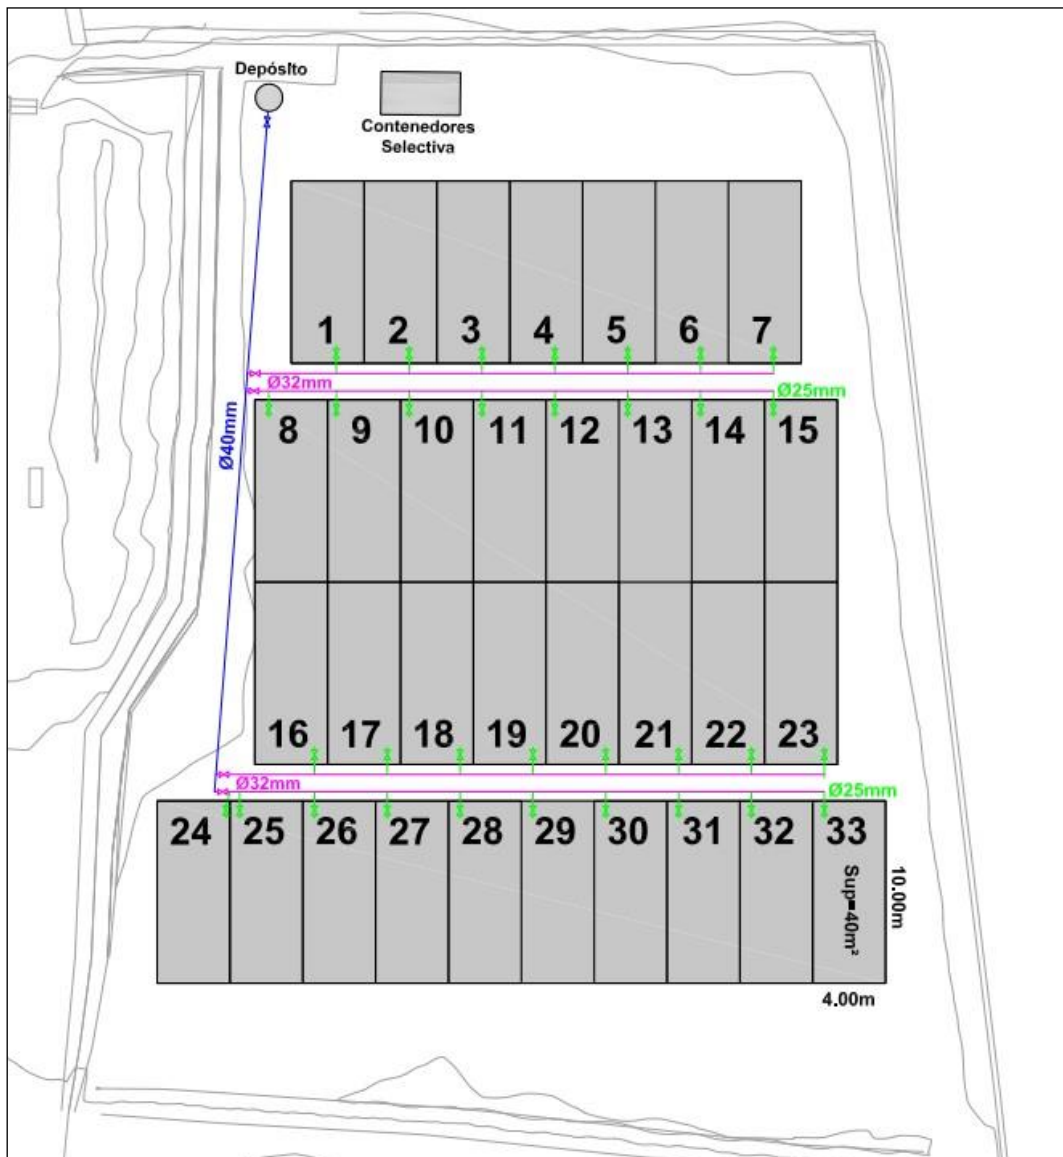 Depósito
Contenedores
Selectiva
1 2 3 4 5 6 7
Ø32mm
Ø25mm
Ø40mm
8 9 10 11 12 13 14 15
16 17 18 19 20 21 22 23
Ø32mm
Ø25mm
24 25 26 27 28 29 30 31 32 33
Sup=40m²
10.00m
4.00m